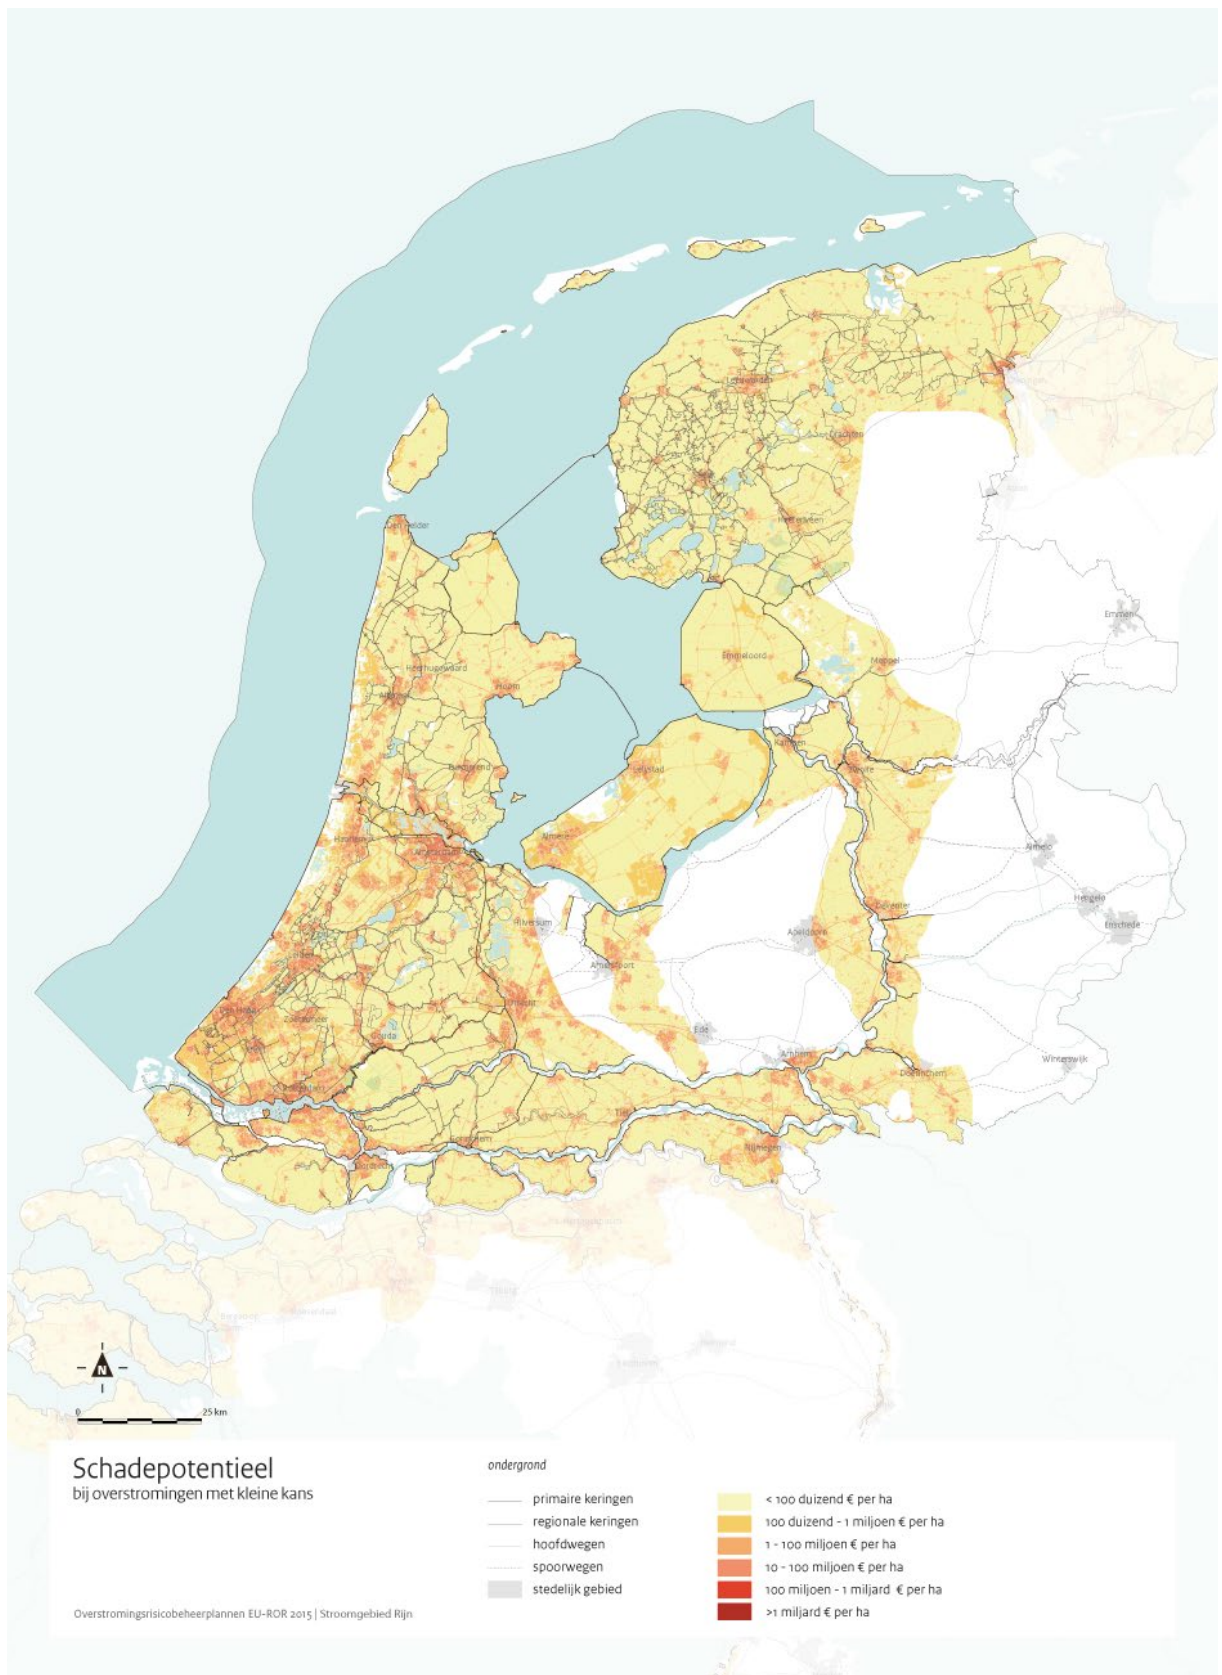 Leeuwarden
Groningen
Drachten
Assen
Heerenveen
Den Helder
Emmen
Emmeloord
Meppel
Heerhugowaard
Hoorn
Alkmaar
Kampen
Purmerend
Lelystad
Zwolle
Haarlem
Almere
Amsterdam
Almelo
Hengelo
Deventer
Enschede
Hilversum
Apeldoorn
Leiden
Amersfoort
Utrecht
Den Haag
Zoetermeer
Gouda
Ede
Arnhem
Winterswijk
Doetinchem
Rotterdam
Tiel
Gorinchem
Nijmegen
Dordrecht
N
0
25 km
Schadepotentieel
bij overstromingen met kleine kans
Overstromingsrisicobeheerplannen EU-ROR 2015 | Stroomgebied Rijn
ondergrond
primaire keringen
regionale keringen
hoofdwegen
spoorwegen
stedelijk gebied
< 100 duizend € per ha
100 duizend - 1 miljoen € per ha
1 - 100 miljoen € per ha
10 - 100 miljoen € per ha
100 miljoen - 1 miljard € per ha
>1 miljard € per ha